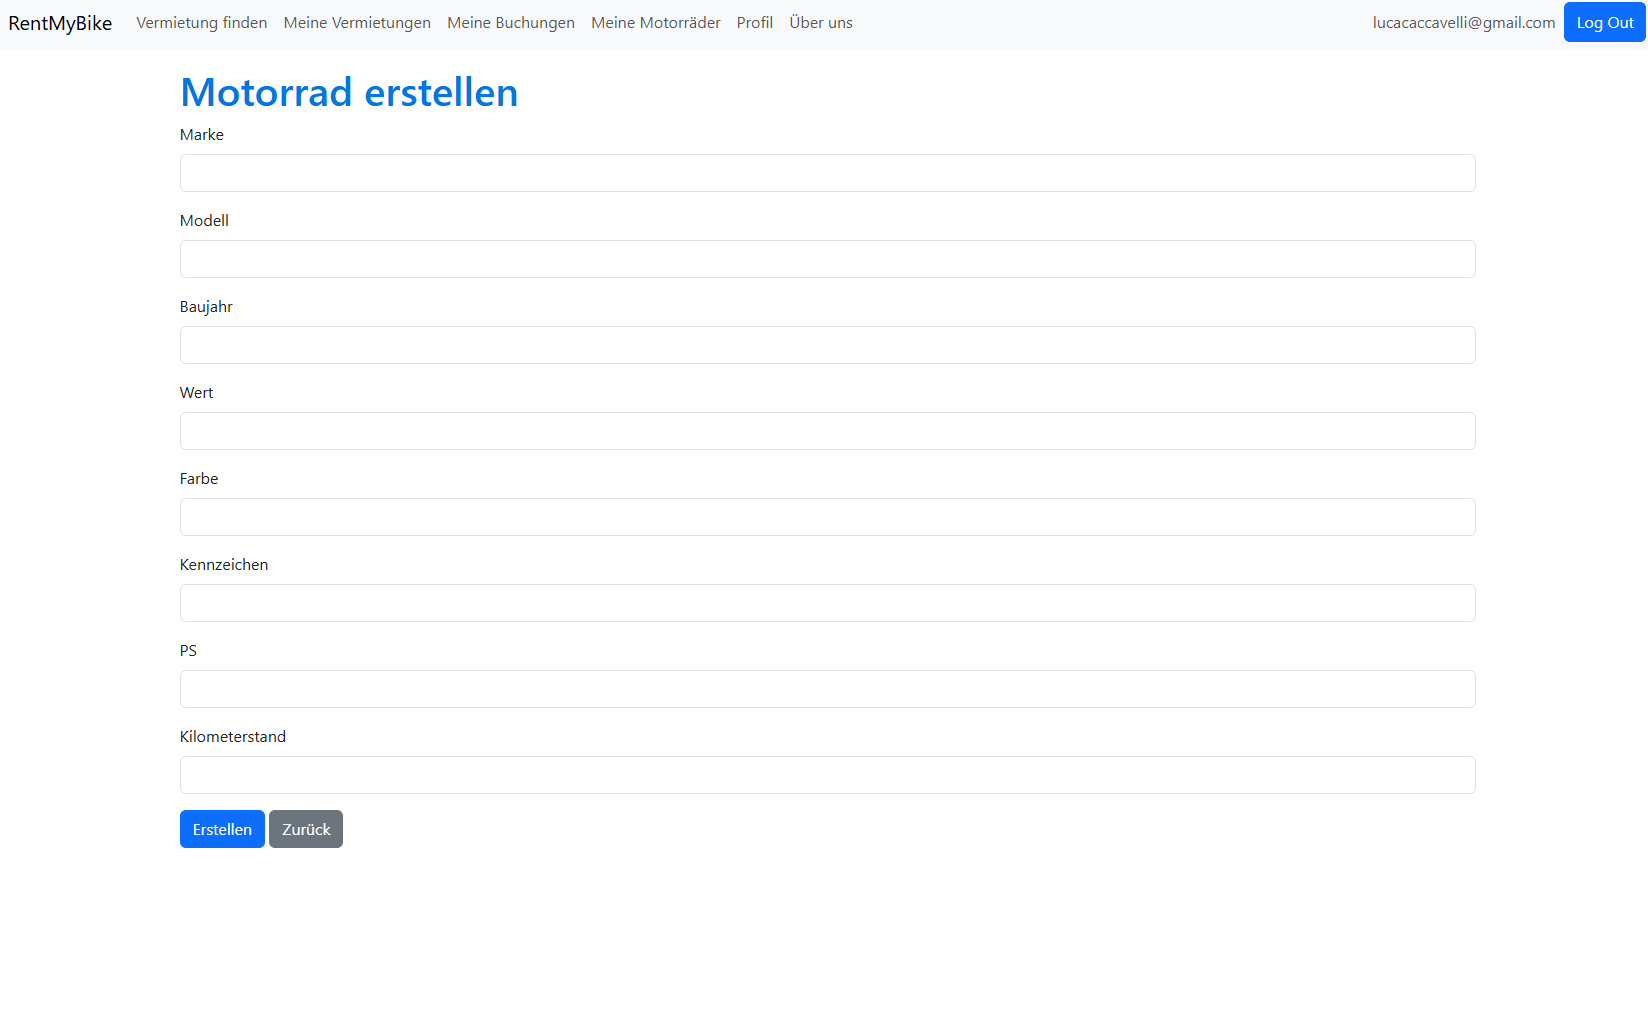 RentMyBike Vermietung finden Meine Vermietungen Meine Buchungen Meine Motorräder Profil Über uns lucacaccavelli@gmail.com Log Out
Motorrad erstellen
Marke
Modell
Baujahr
Wert
Farbe
Kennzeichen
PS
Kilometerstand
Erstellen Zurück